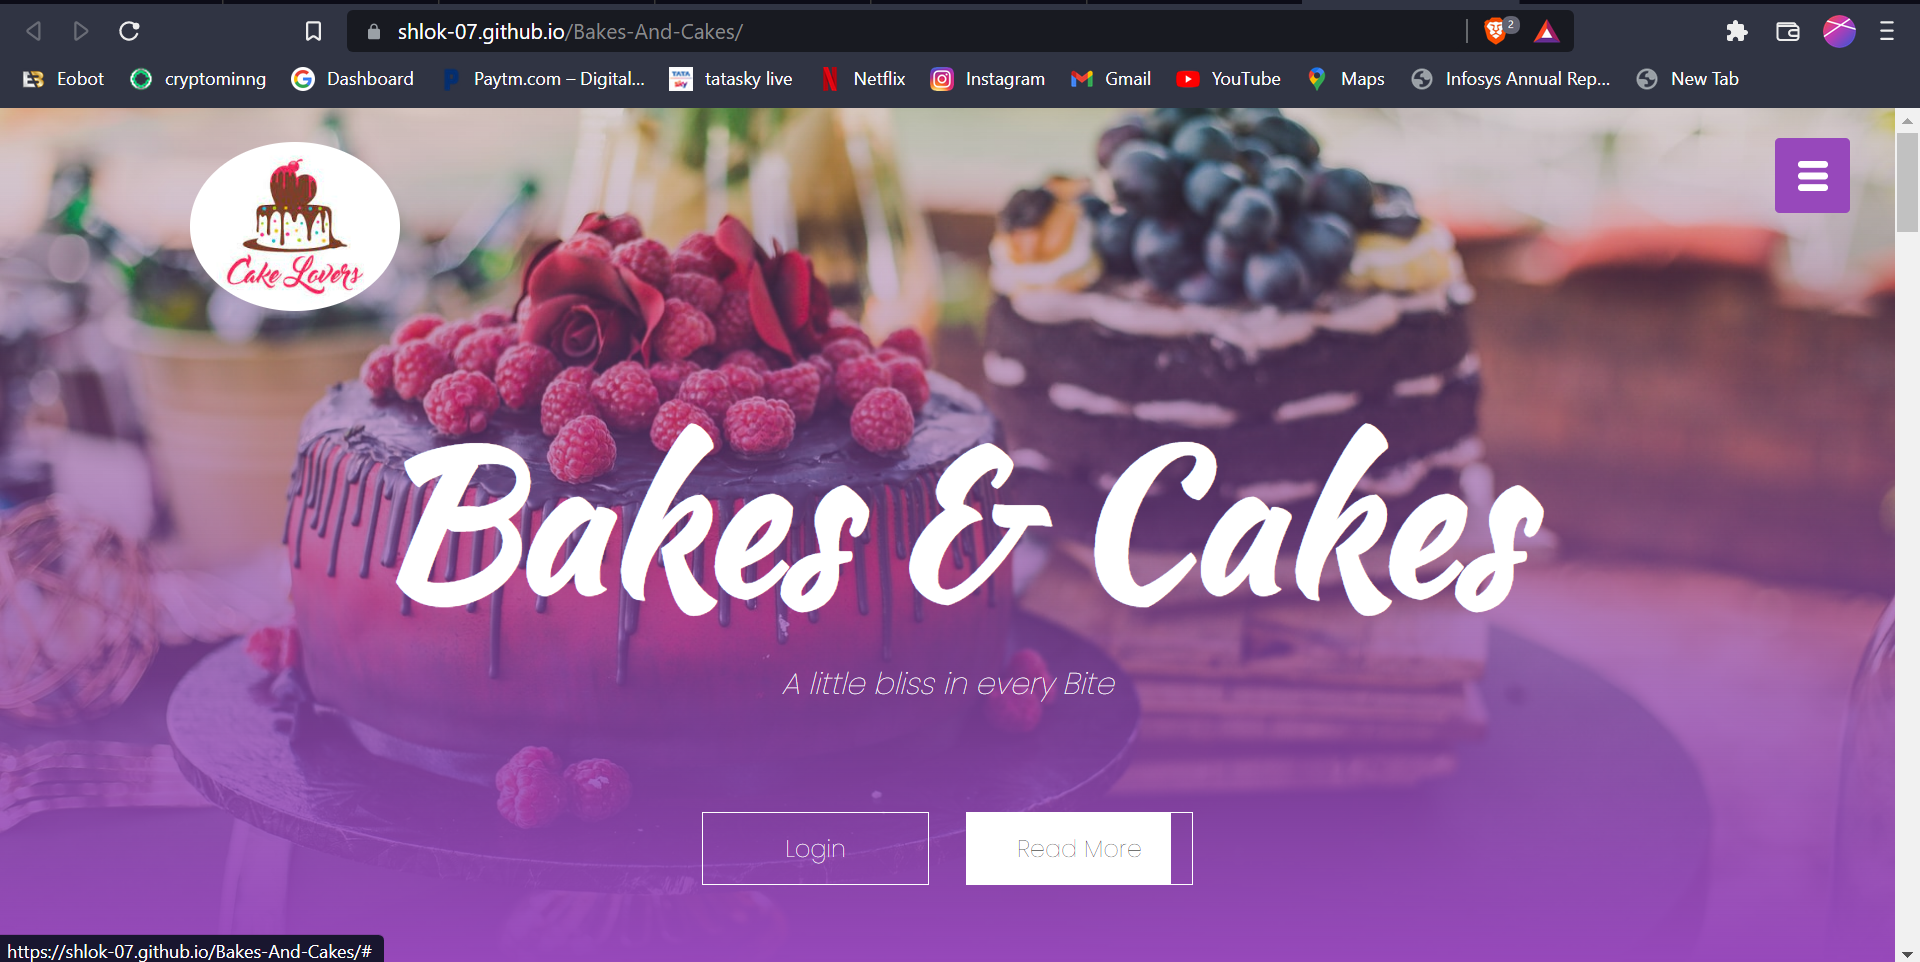 shlok-07.github.io/Bakes-And-Cakes/
2
Eobot
cryptominng
Dashboard
Paytm.com – Digital...
TATA sky
tatasky live
Netflix
Instagram
Gmail
YouTube
Maps
Infosys Annual Rep...
New Tab
Cake Lovers
Bakes & Cakes
A little bliss in every Bite
Login
Read More
https://shlok-07.github.io/Bakes-And-Cakes/#